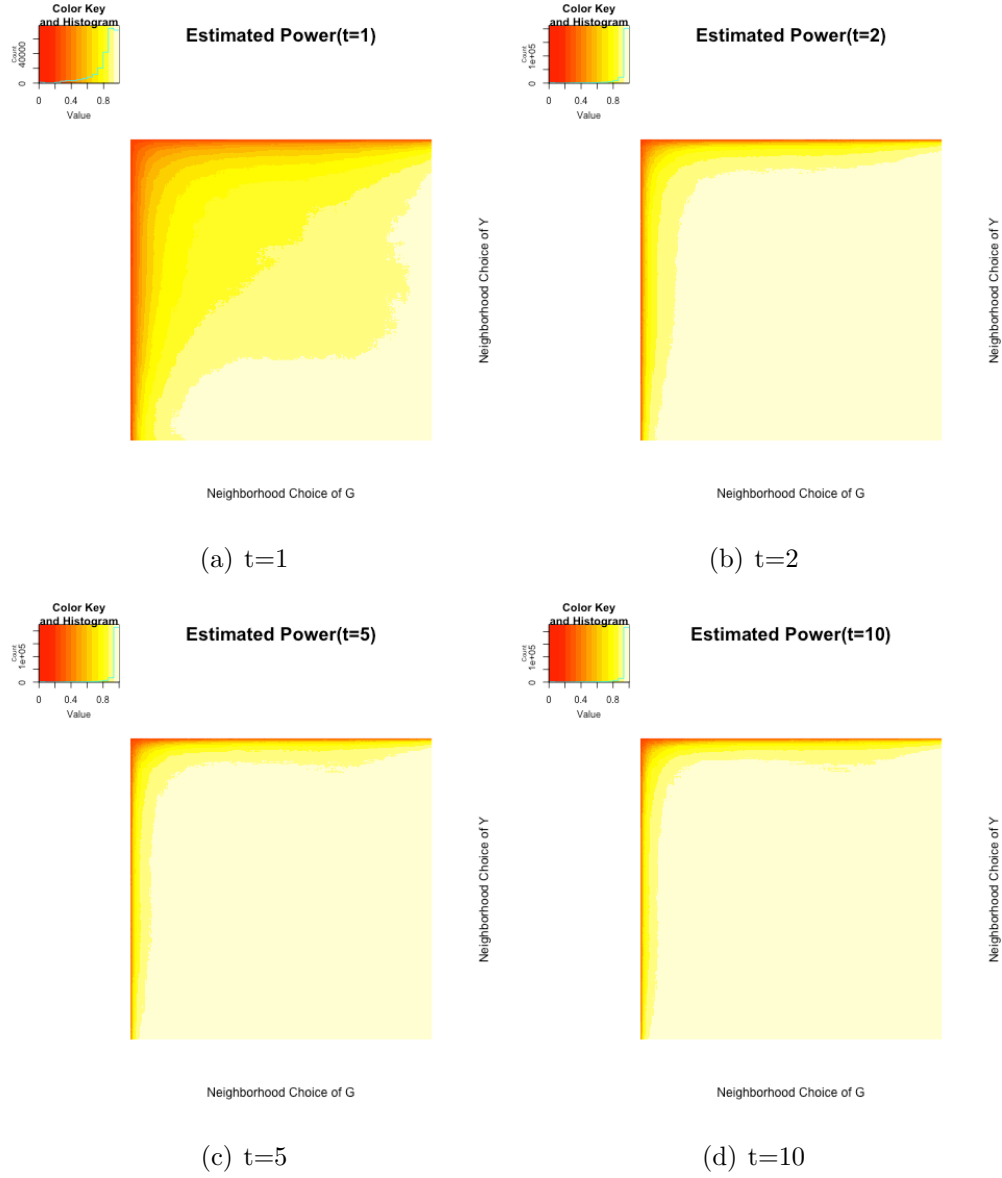 Color Key
and Histogram
Count
0 40000
0 0.4 0.8
Value
Estimated Power(t=1)
Neighborhood Choice of Y
Neighborhood Choice of G
(a) t=1
Color Key
and Histogram
Count
0 1e+05
0 0.4 0.8
Value
Estimated Power(t=2)
Neighborhood Choice of Y
Neighborhood Choice of G
(b) t=2
Color Key
and Histogram
Count
0 1e+05
0 0.4 0.8
Value
Estimated Power(t=5)
Neighborhood Choice of Y
Neighborhood Choice of G
(c) t=5
Color Key
and Histogram
Count
0 1e+05
0 0.4 0.8
Value
Estimated Power(t=10)
Neighborhood Choice of Y
Neighborhood Choice of G
(d) t=10